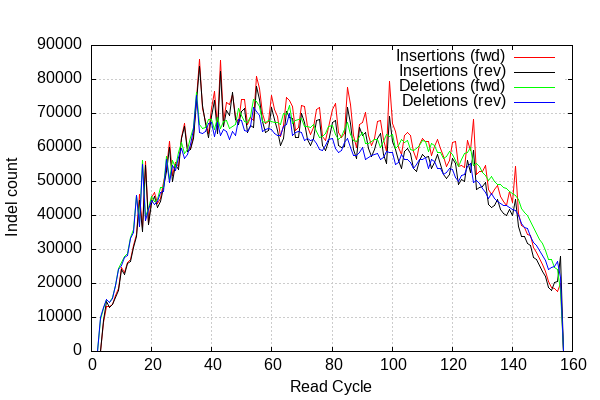 90000
80000
70000
60000
50000
40000
30000
20000
10000
0
Indel count
Insertions (fwd)
Insertions (rev)
Deletions (fwd)
Deletions (rev)
0 20 40 60 80 100 120 140 160
Read Cycle